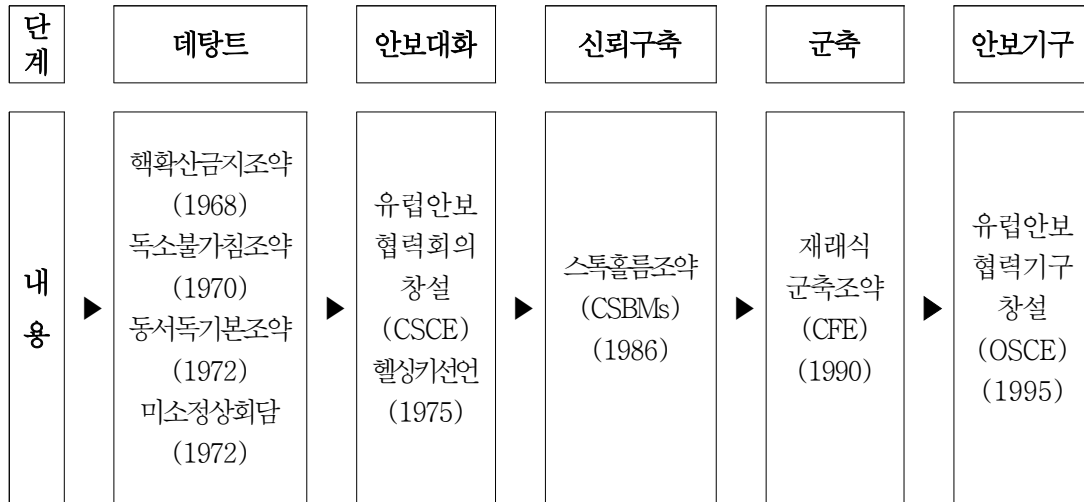 단
계
데탕트
안보대화
신뢰구축
군축
안보기구
내
용
▶
핵확산금지조약
(1968)
독소불가침조약
(1970)
동서독기본조약
(1972)
미소정상회담
(1972)
▶
유럽안보
협력회의
창설
(CSCE)
헬싱키선언
(1975)
▶
스톡홀름조약
(CSBMs)
(1986)
▶
재래식
군축조약
(CFE)
(1990)
▶
유럽안보
협력기구
창설
(OSCE)
(1995)